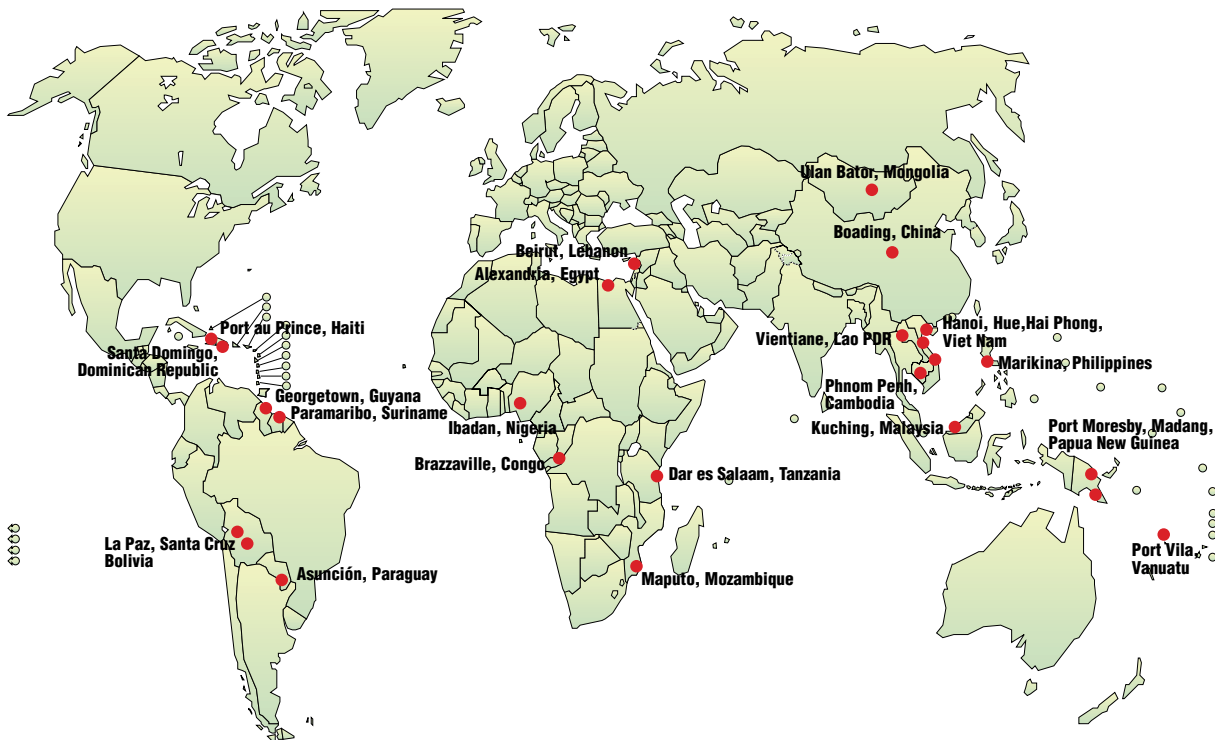 Ulan Bator, Mongolia
Boading, China
Beirut, Lebanon
Alexandria, Egypt
Port au Prince, Haiti
Santa Domingo,
Dominican Republic
Hanoi, Hue,Hai Phong,
Viet Nam
Vientiane, Lao PDR
Marikina, Philippines
Phnom Penh,
Cambodia
Georgetown, Guyana
Paramaribo, Suriname
Ibadan, Nigeria
Kuching, Malaysia
Port Moresby, Madang,
Papua New Guinea
Brazzaville, Congo
Dar es Salaam, Tanzania
La Paz, Santa Cruz
Bolivia
Port Vila,
Vanuatu
Asunción, Paraguay
Maputo, Mozambique